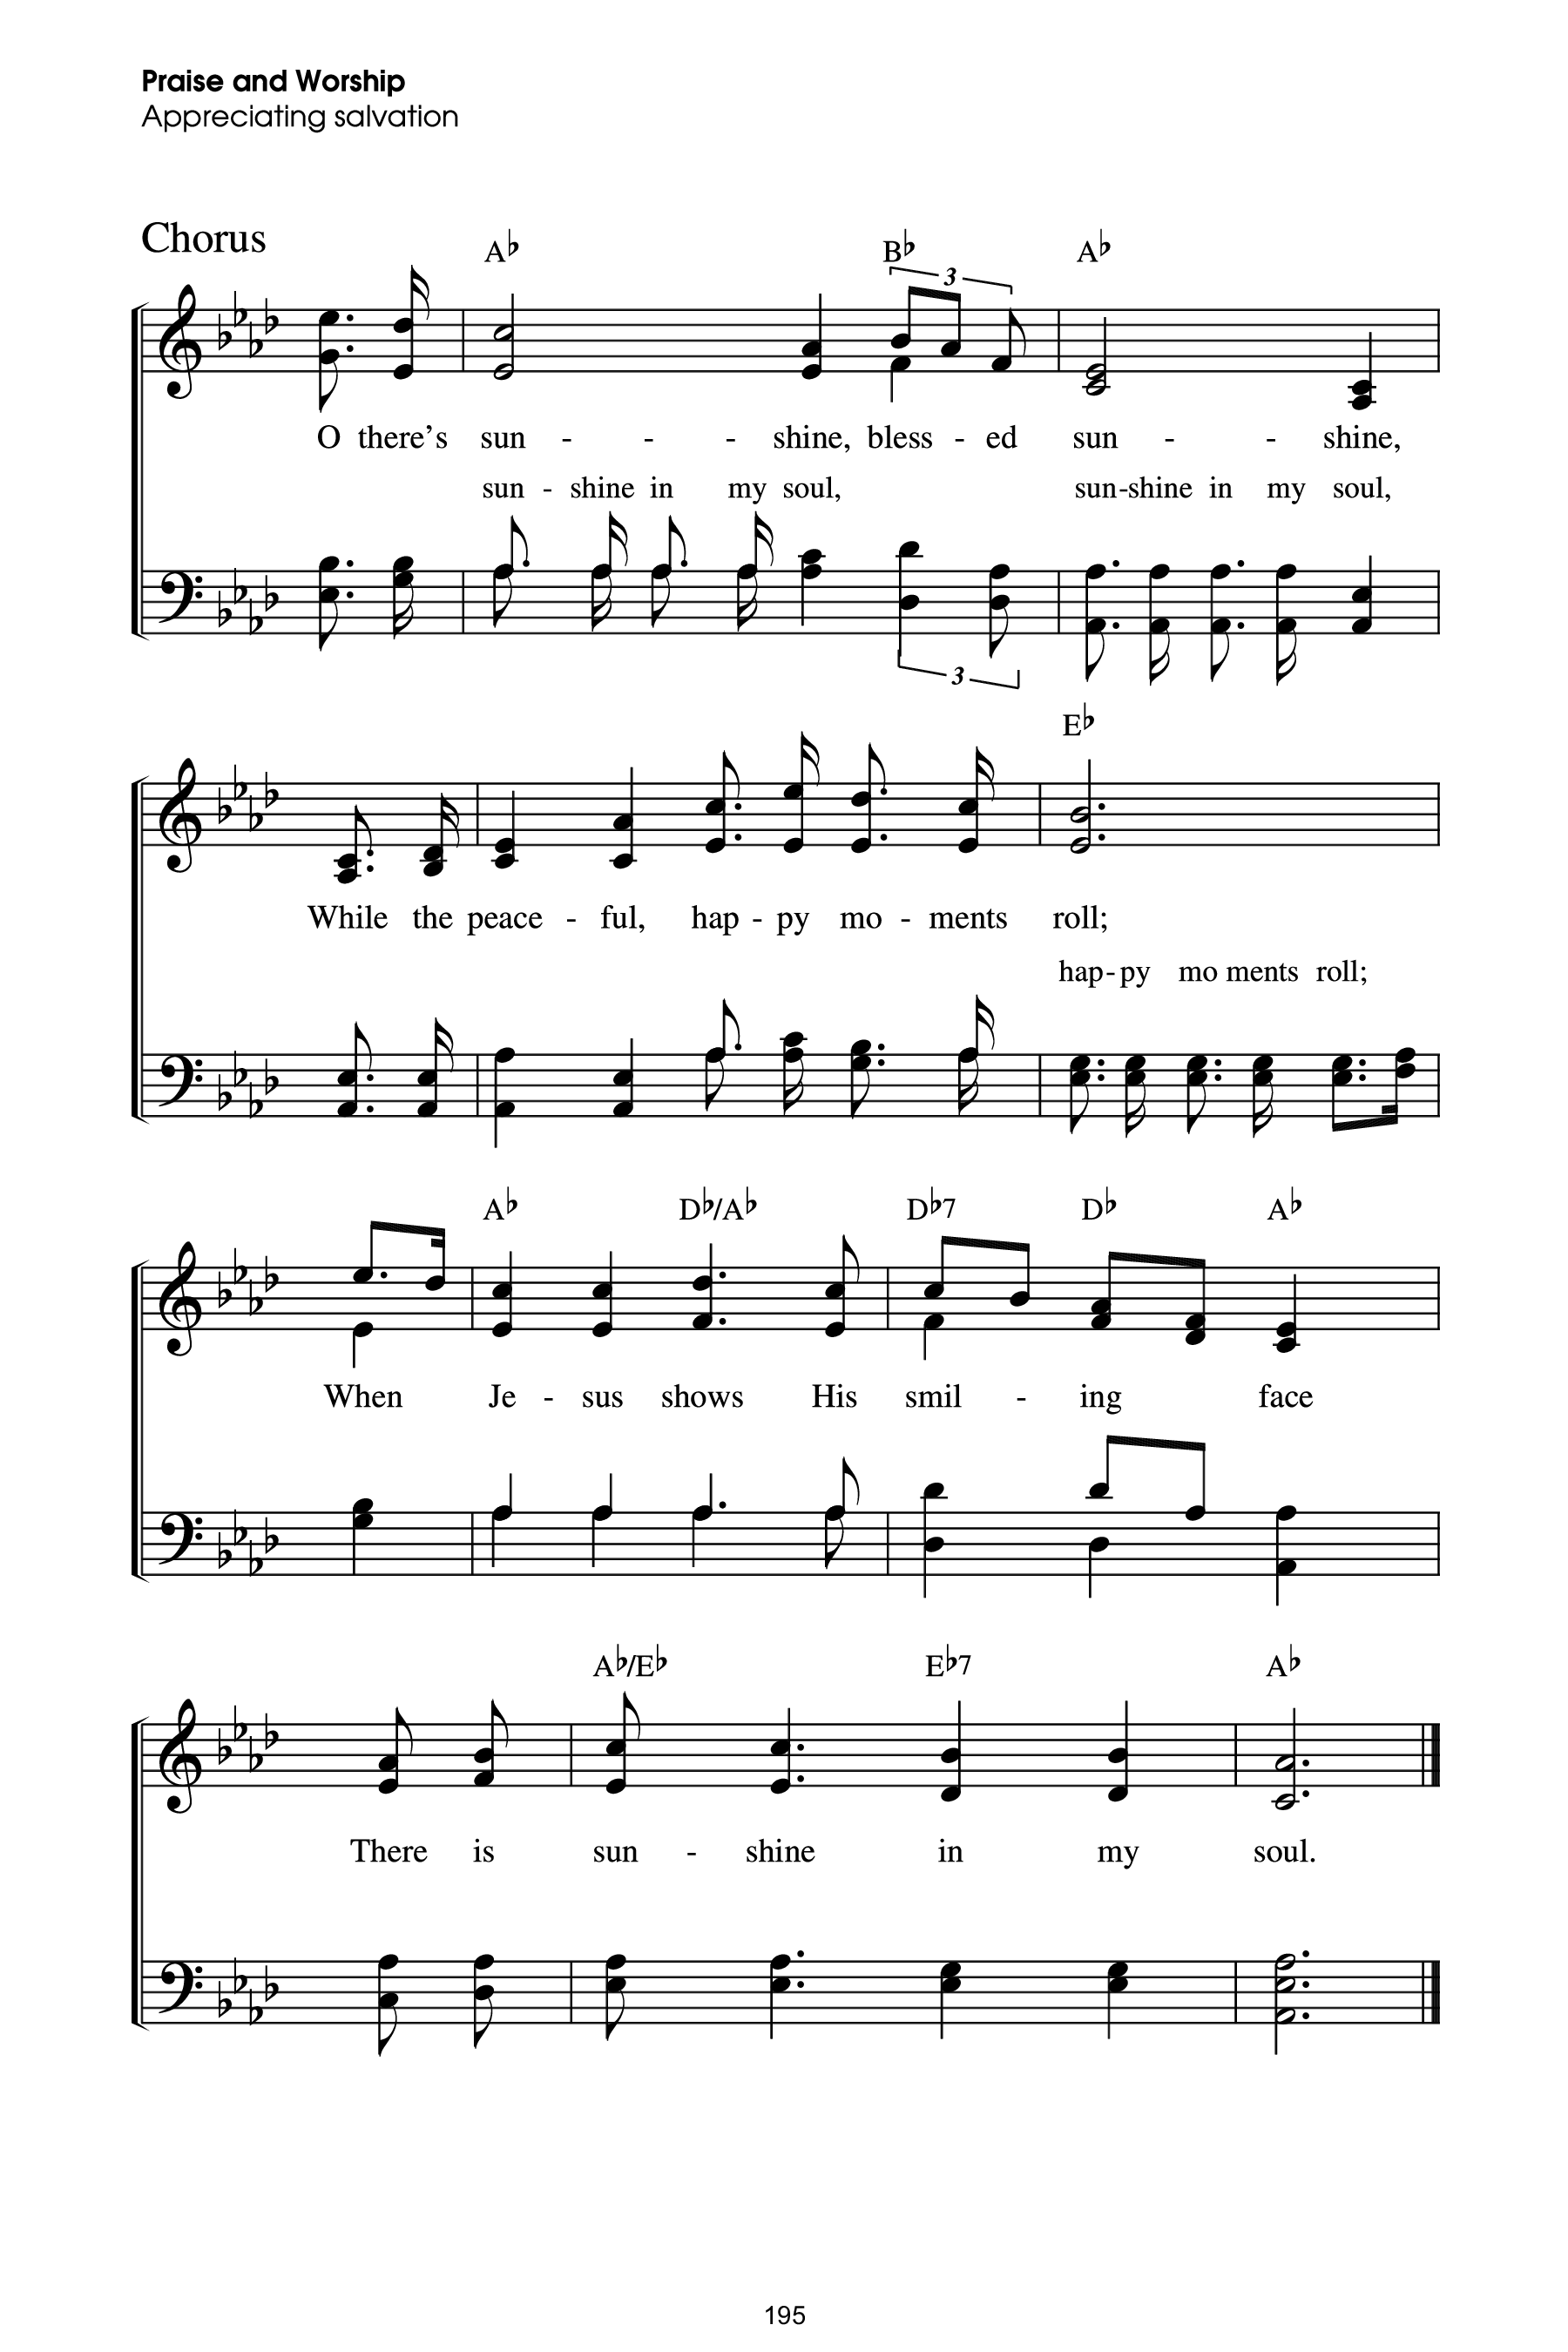 Praise and Worship
Appreciating salvation
Chorus
A♭ B♭ A♭
3
O there's sun - - - shine, bless - ed sun - - shine,
sun - shine in my soul, sun-shine in my soul,
3
E♭
While the peace - ful, hap - py mo - ments roll;
hap - py mo ments roll;
A♭ D♭/A♭ D♭7 D♭ A♭
When Je - sus shows His smil - ing face
A♭/E♭ E♭7 A♭
There is sun - shine in my soul.
195